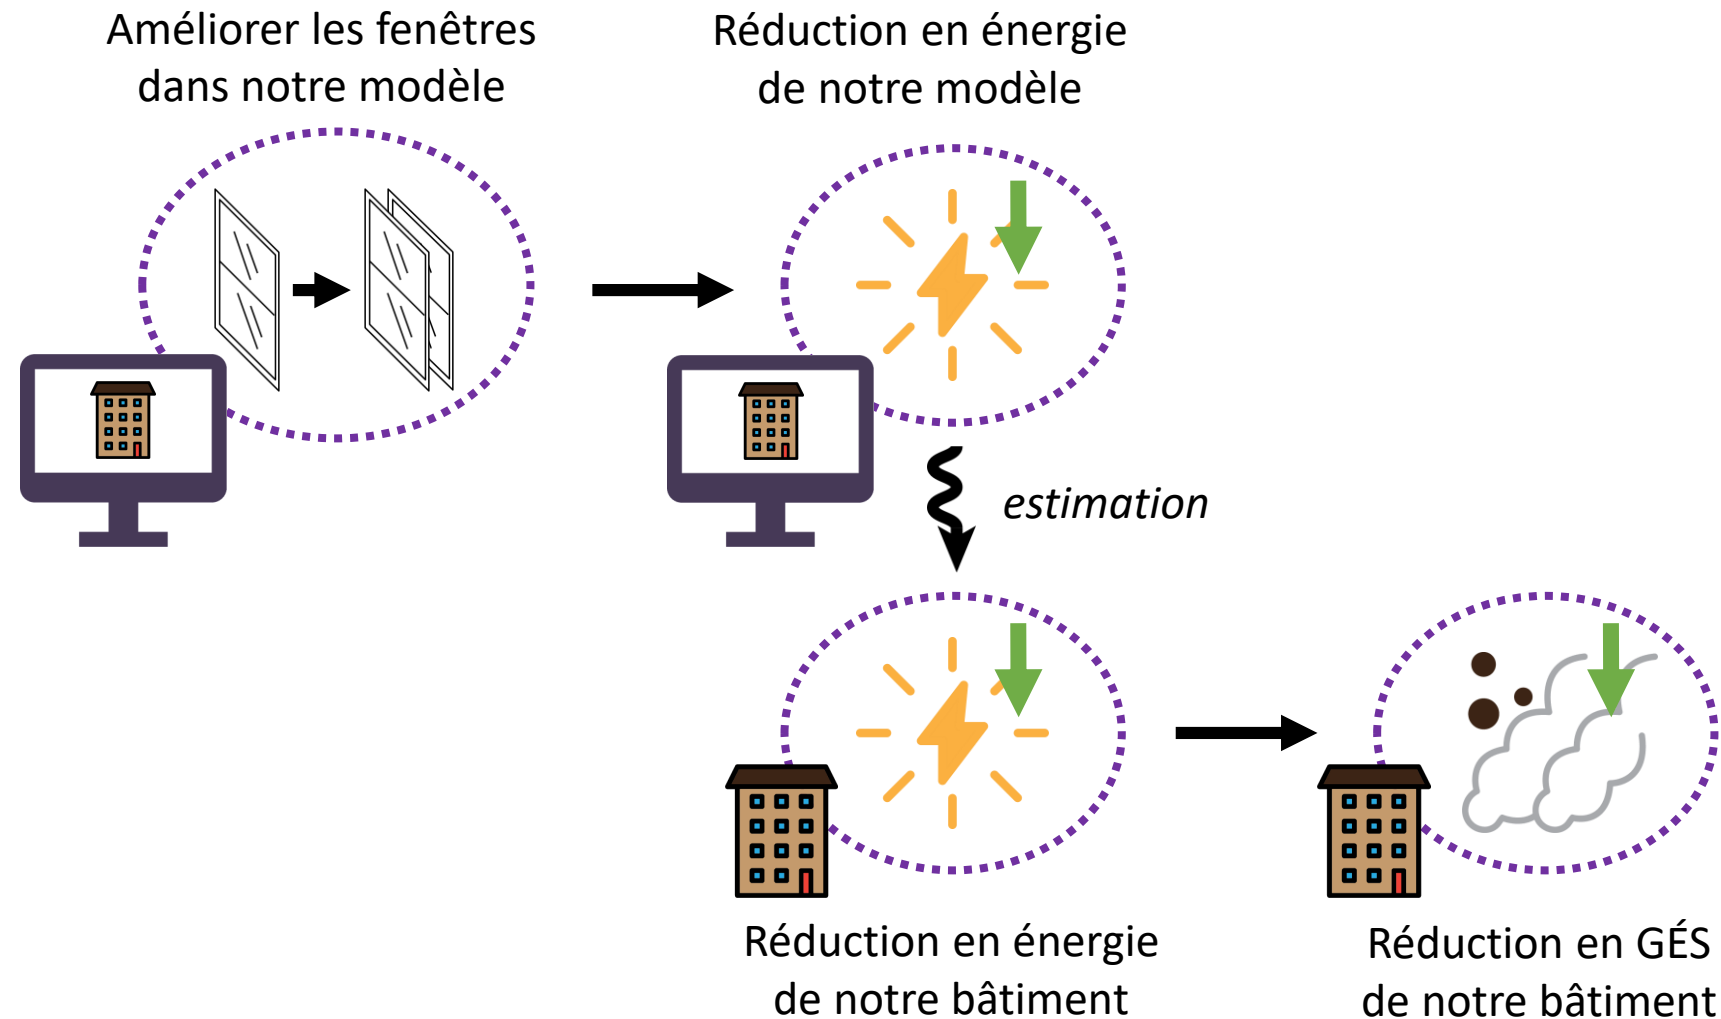 Améliorer les fenêtres
dans notre modèle
Réduction en énergie
de notre modèle
estimation
Réduction en énergie
de notre bâtiment
Réduction en GÉS
de notre bâtiment